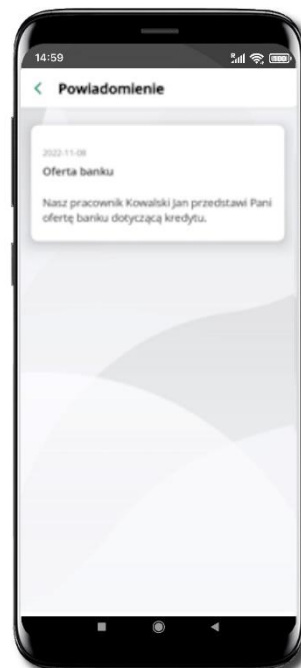 14:59
Powiadomienie
2022-11-08
Oferta banku
Nasz pracownik Kowalski Jan przedstawi Pani
ofertę banku dotyczącą kredytu.